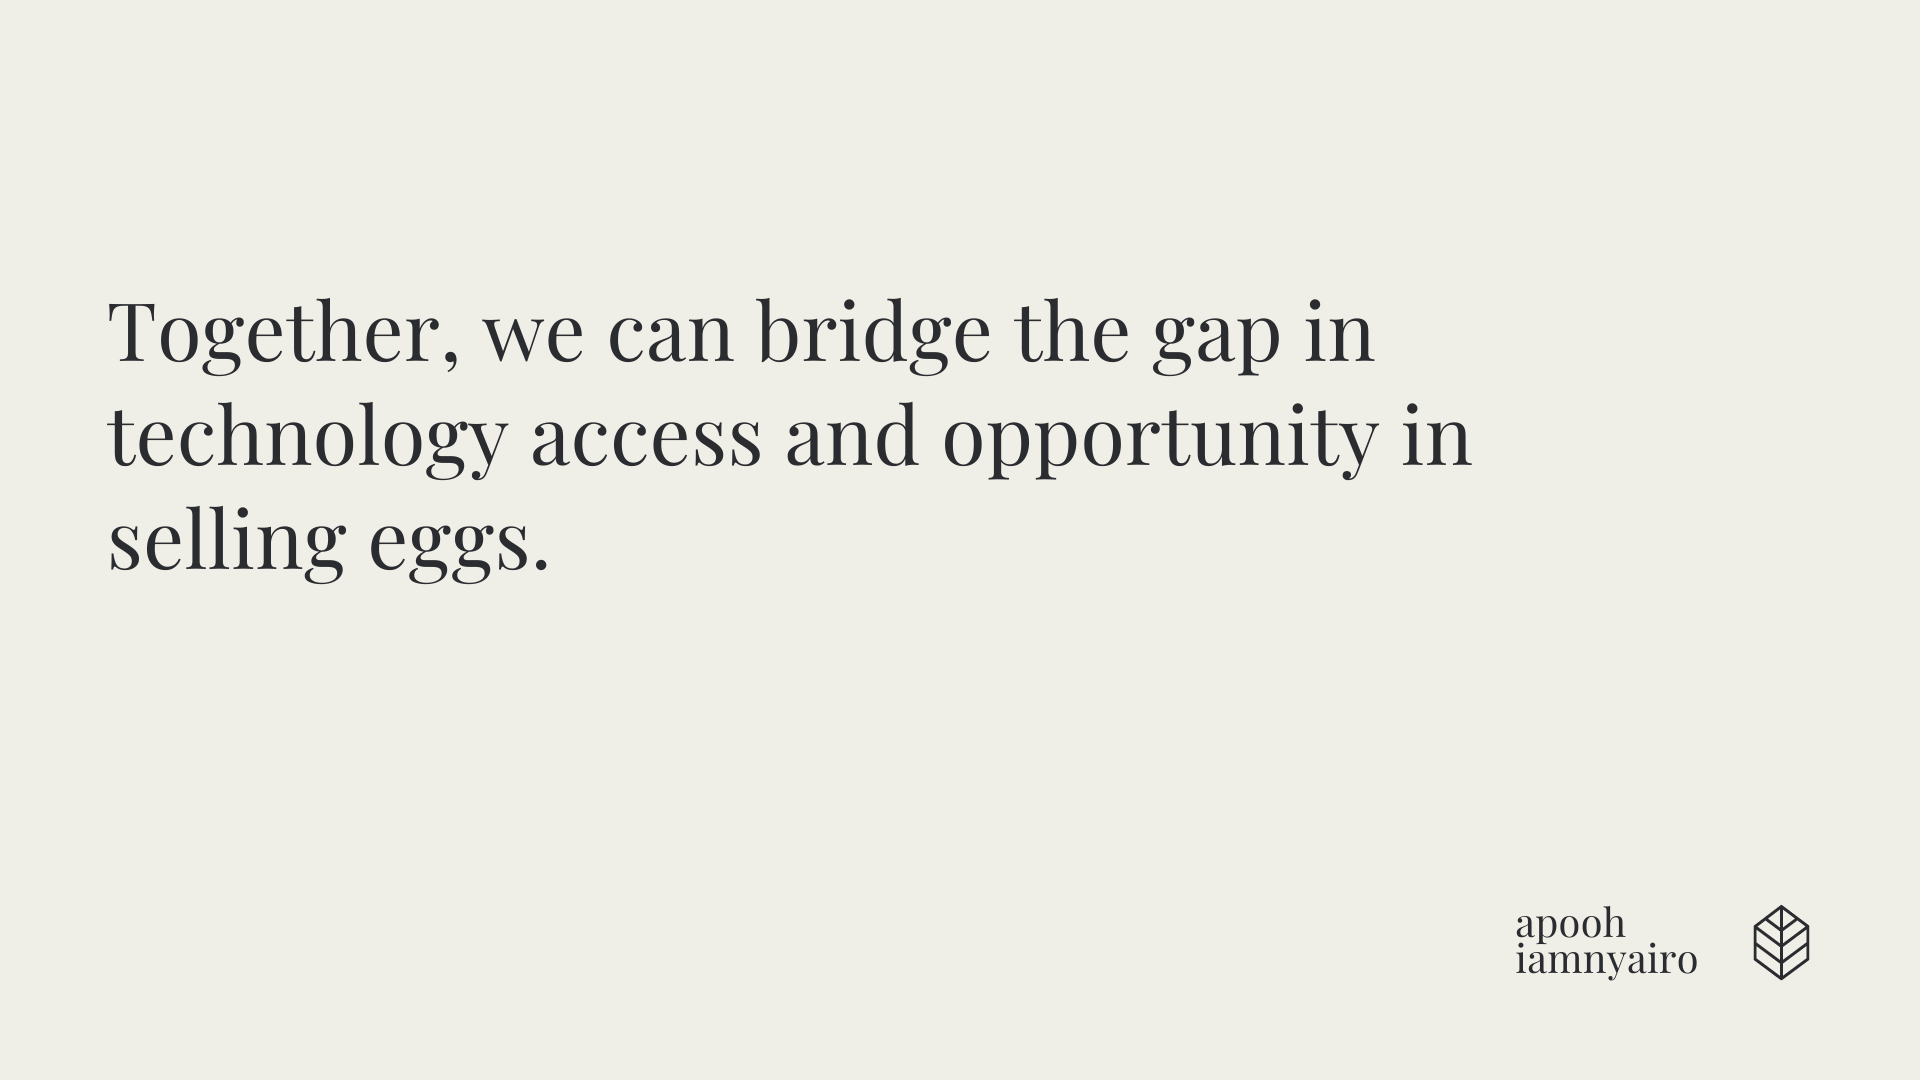 Together, we can bridge the gap in
technology access and opportunity in
selling eggs.
apooh
iamnyairo